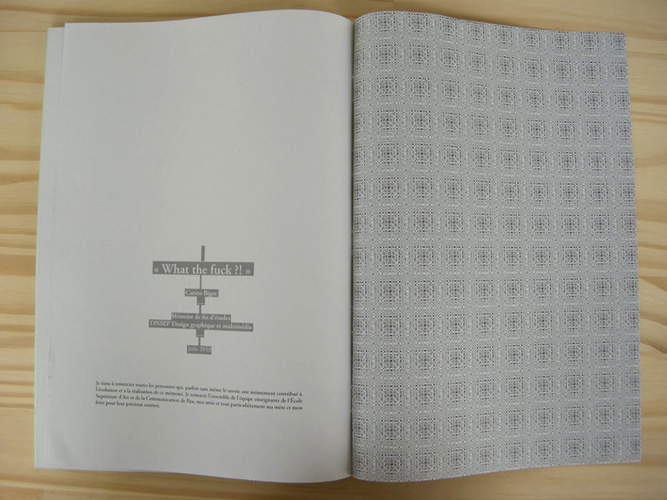 « What the fuck ?! »
Carine Bigot
Mémoire de fin d'études
DNSEP Design graphique et multimédia
juin 2010
Je tiens à remercier toutes les personnes qui, parfois sans même le savoir, ont intimement contribué à
l'évolution et à la réalisation de ce mémoire. Je remercie l'ensemble de l'équipe enseignante de l'École
Supérieure d'Art et de la Communication de Pau, mes amis et tout particulièrement ma mère et mon
frère pour leur précieux soutien.